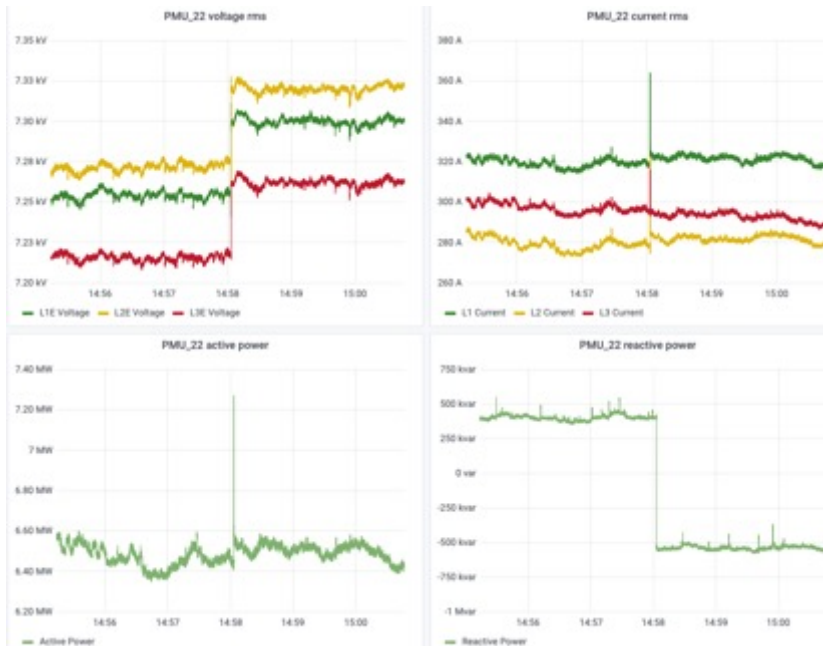 PMU_22 voltage rms
7.35 kV
7.33 kV
7.30 kV
7.28 kV
7.25 kV
7.23 kV
7.20 kV
14:56 14:57 14:58 14:59 15:00
L1E Voltage L2E Voltage L3E Voltage
PMU_22 current rms
380 A
360 A
340 A
320 A
300 A
280 A
260 A
14:56 14:57 14:58 14:59 15:00
L1 Current L2 Current L3 Current
PMU_22 active power
7.40 MW
7.20 MW
7 MW
6.80 MW
6.60 MW
6.40 MW
6.20 MW
14:56 14:57 14:58 14:59 15:00
Active Power
PMU_22 reactive power
750 kvar
500 kvar
250 kvar
0 var
-250 kvar
-500 kvar
-750 kvar
-1 Mvar
14:56 14:57 14:58 14:59 15:00
Reactive Power